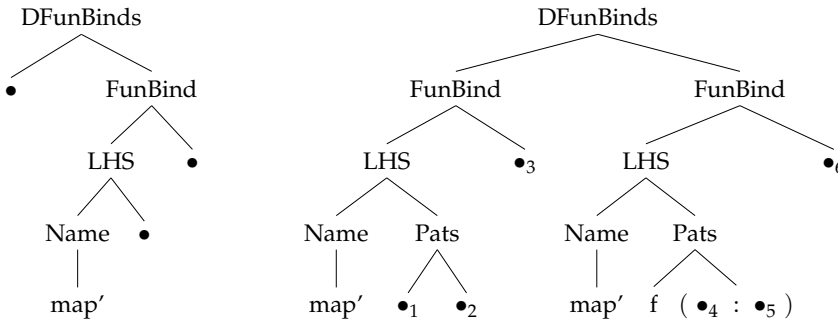 DFunBinds DFunBinds
• FunBind FunBind FunBind
LHS • LHS •₃ LHS •₆
Name • Name Pats Name Pats
map′ map′ •₁ •₂ map′ f ( •₄ : •₅ )